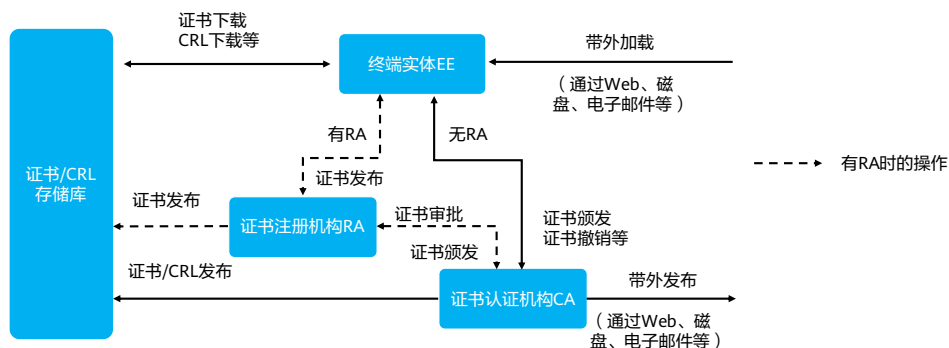 证书下载
CRL下载等
终端实体EE
带外加载
（通过Web、磁
盘、电子邮件等）
有RA
无RA
有RA时的操作
证书/CRL
存储库
证书发布
证书发布
证书注册机构RA
证书审批
证书颁发
证书颁发
证书撤销等
证书/CRL发布
证书认证机构CA
带外发布
（通过Web、磁
盘、电子邮件等）